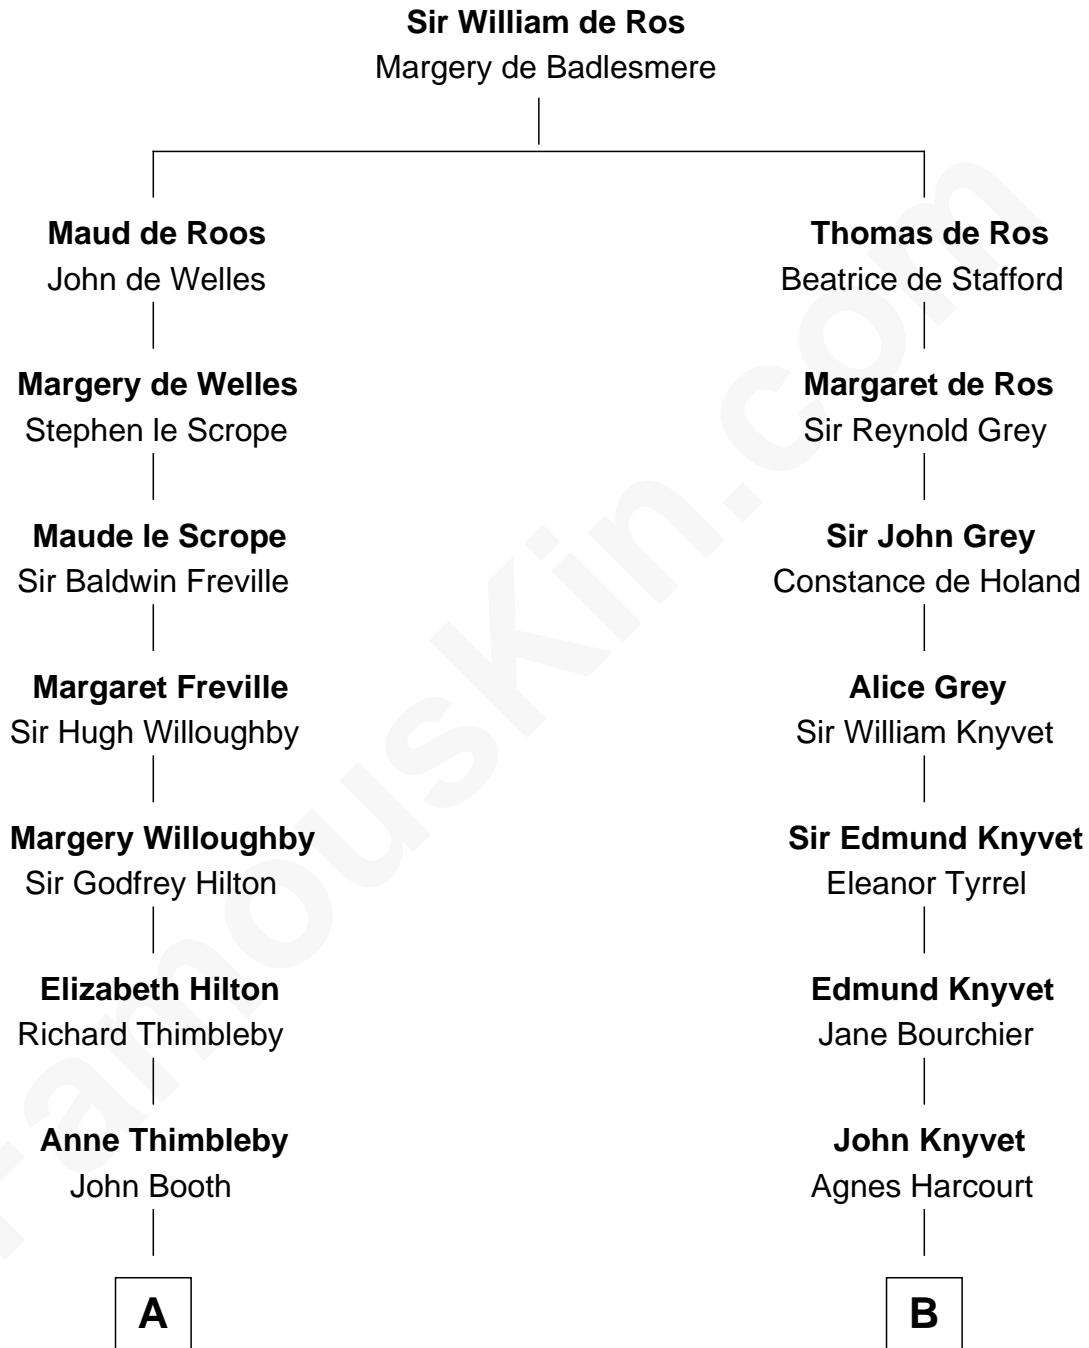 Sir William de Ros
Margery de Badlesmere
Maud de Roos
John de Welles
Thomas de Ros
Beatrice de Stafford
Margery de Welles
Stephen le Scrope
Margaret de Ros
Sir Reynold Grey
Maude le Scrope
Sir Baldwin Freville
Sir John Grey
Constance de Holand
Margaret Freville
Sir Hugh Willoughby
Alice Grey
Sir William Knyvet
Margery Willoughby
Sir Godfrey Hilton
Sir Edmund Knyvet
Eleanor Tyrrel
Elizabeth Hilton
Richard Thimbleby
Edmund Knyvet
Jane Bourchier
Anne Thimbleby
John Booth
John Knyvet
Agnes Harcourt
A
B
FamousKin.com